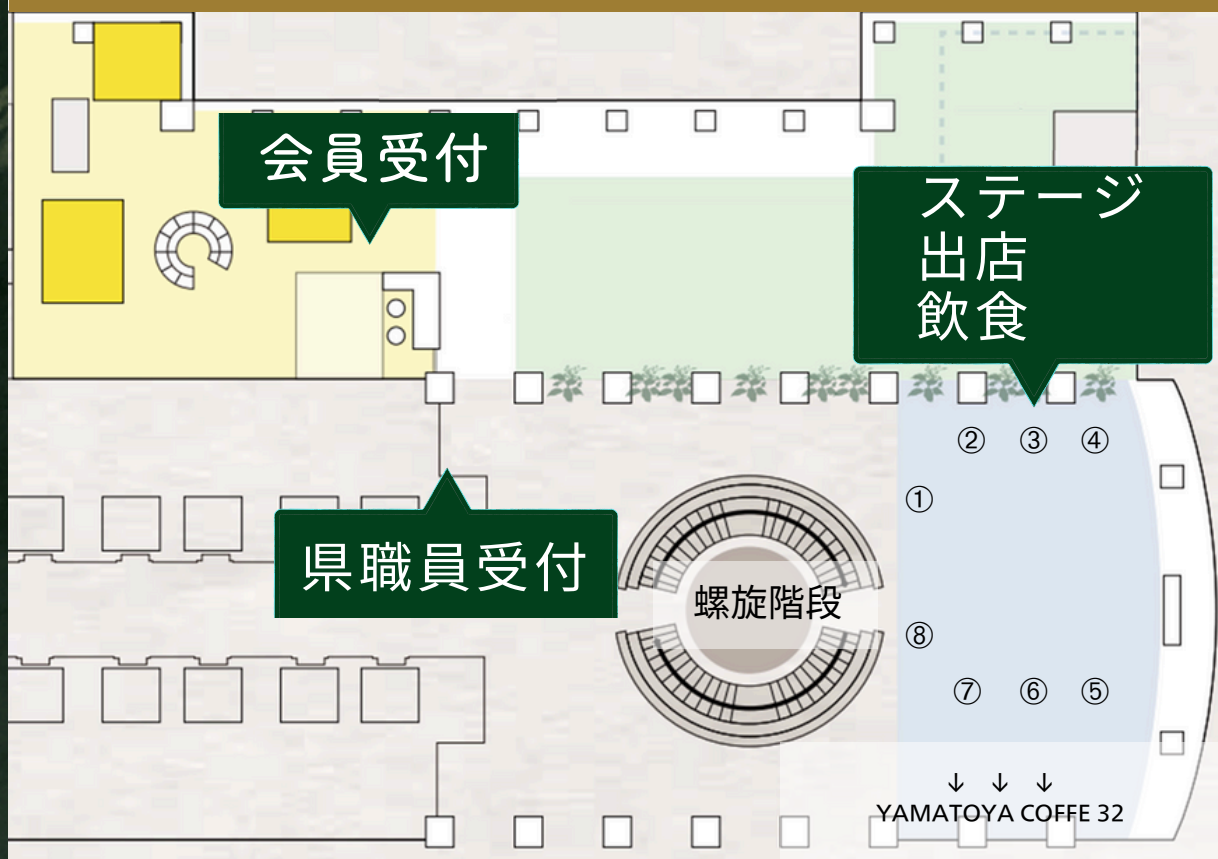 会員受付
ステージ
出店
飲食
② ③ ④
①
県職員受付
螺旋階段
⑧
⑦ ⑥ ⑤
↓ ↓ ↓
YAMATOYA COFFE 32